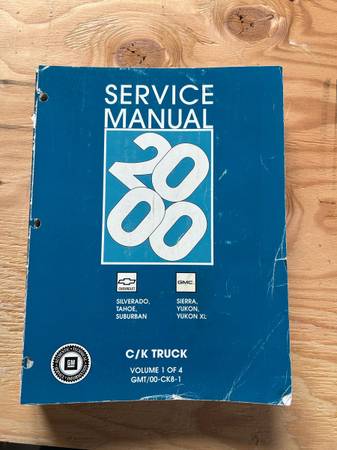 SERVICE
MANUAL
20
00
CHEVROLET
GMC
SILVERADO,
TAHOE,
SUBURBAN
SIERRA,
YUKON,
YUKON XL
C/K TRUCK
VOLUME 1 OF 4
GMT/00-CK8-1
GM